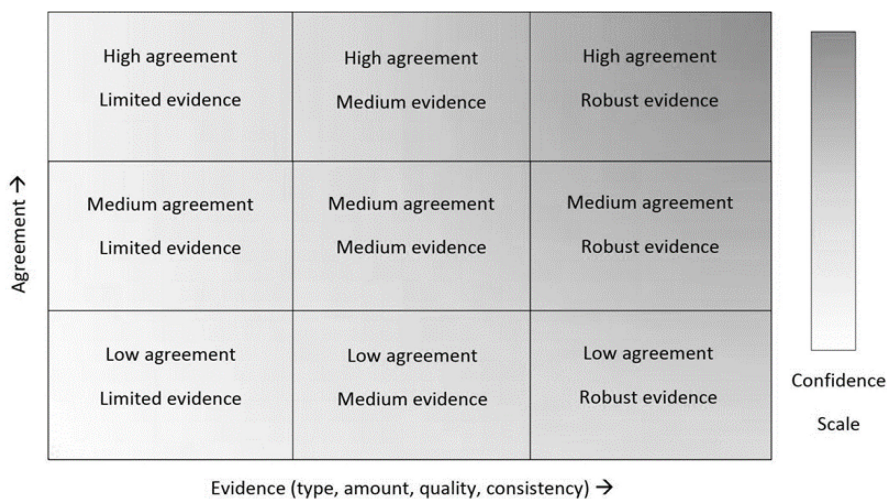 High agreement
Limited evidence
High agreement
Medium evidence
High agreement
Robust evidence
Medium agreement
Limited evidence
Medium agreement
Medium evidence
Medium agreement
Robust evidence
Low agreement
Limited evidence
Low agreement
Medium evidence
Low agreement
Robust evidence
Agreement →
Evidence (type, amount, quality, consistency) →
Confidence
Scale